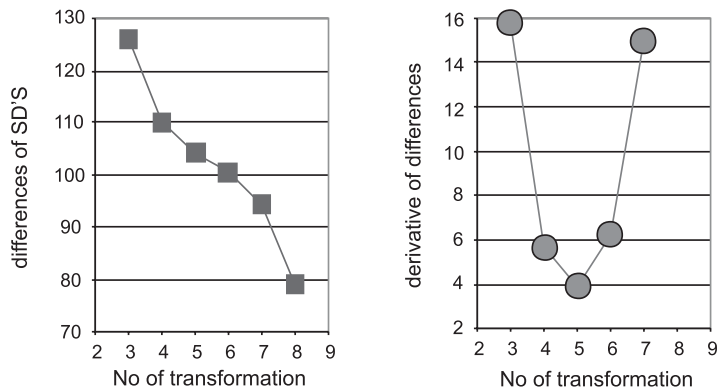 differences of SD'S
130
120
110
100
90
80
70
2 3 4 5 6 7 8 9
No of transformation
derivative of differences
16
14
12
10
8
6
4
2
2 3 4 5 6 7 8 9
No of transformation